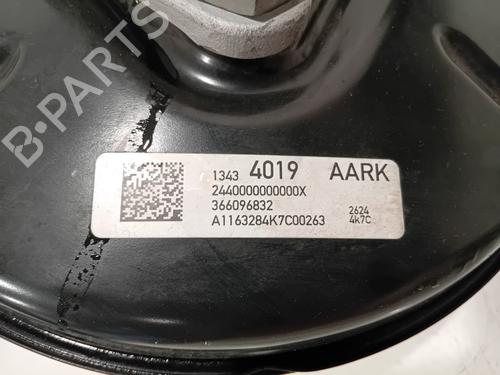 B-PARTS
1343 4019 AARK
2440000000000X
366096832 2624
A1163284K7C00263 4k7C